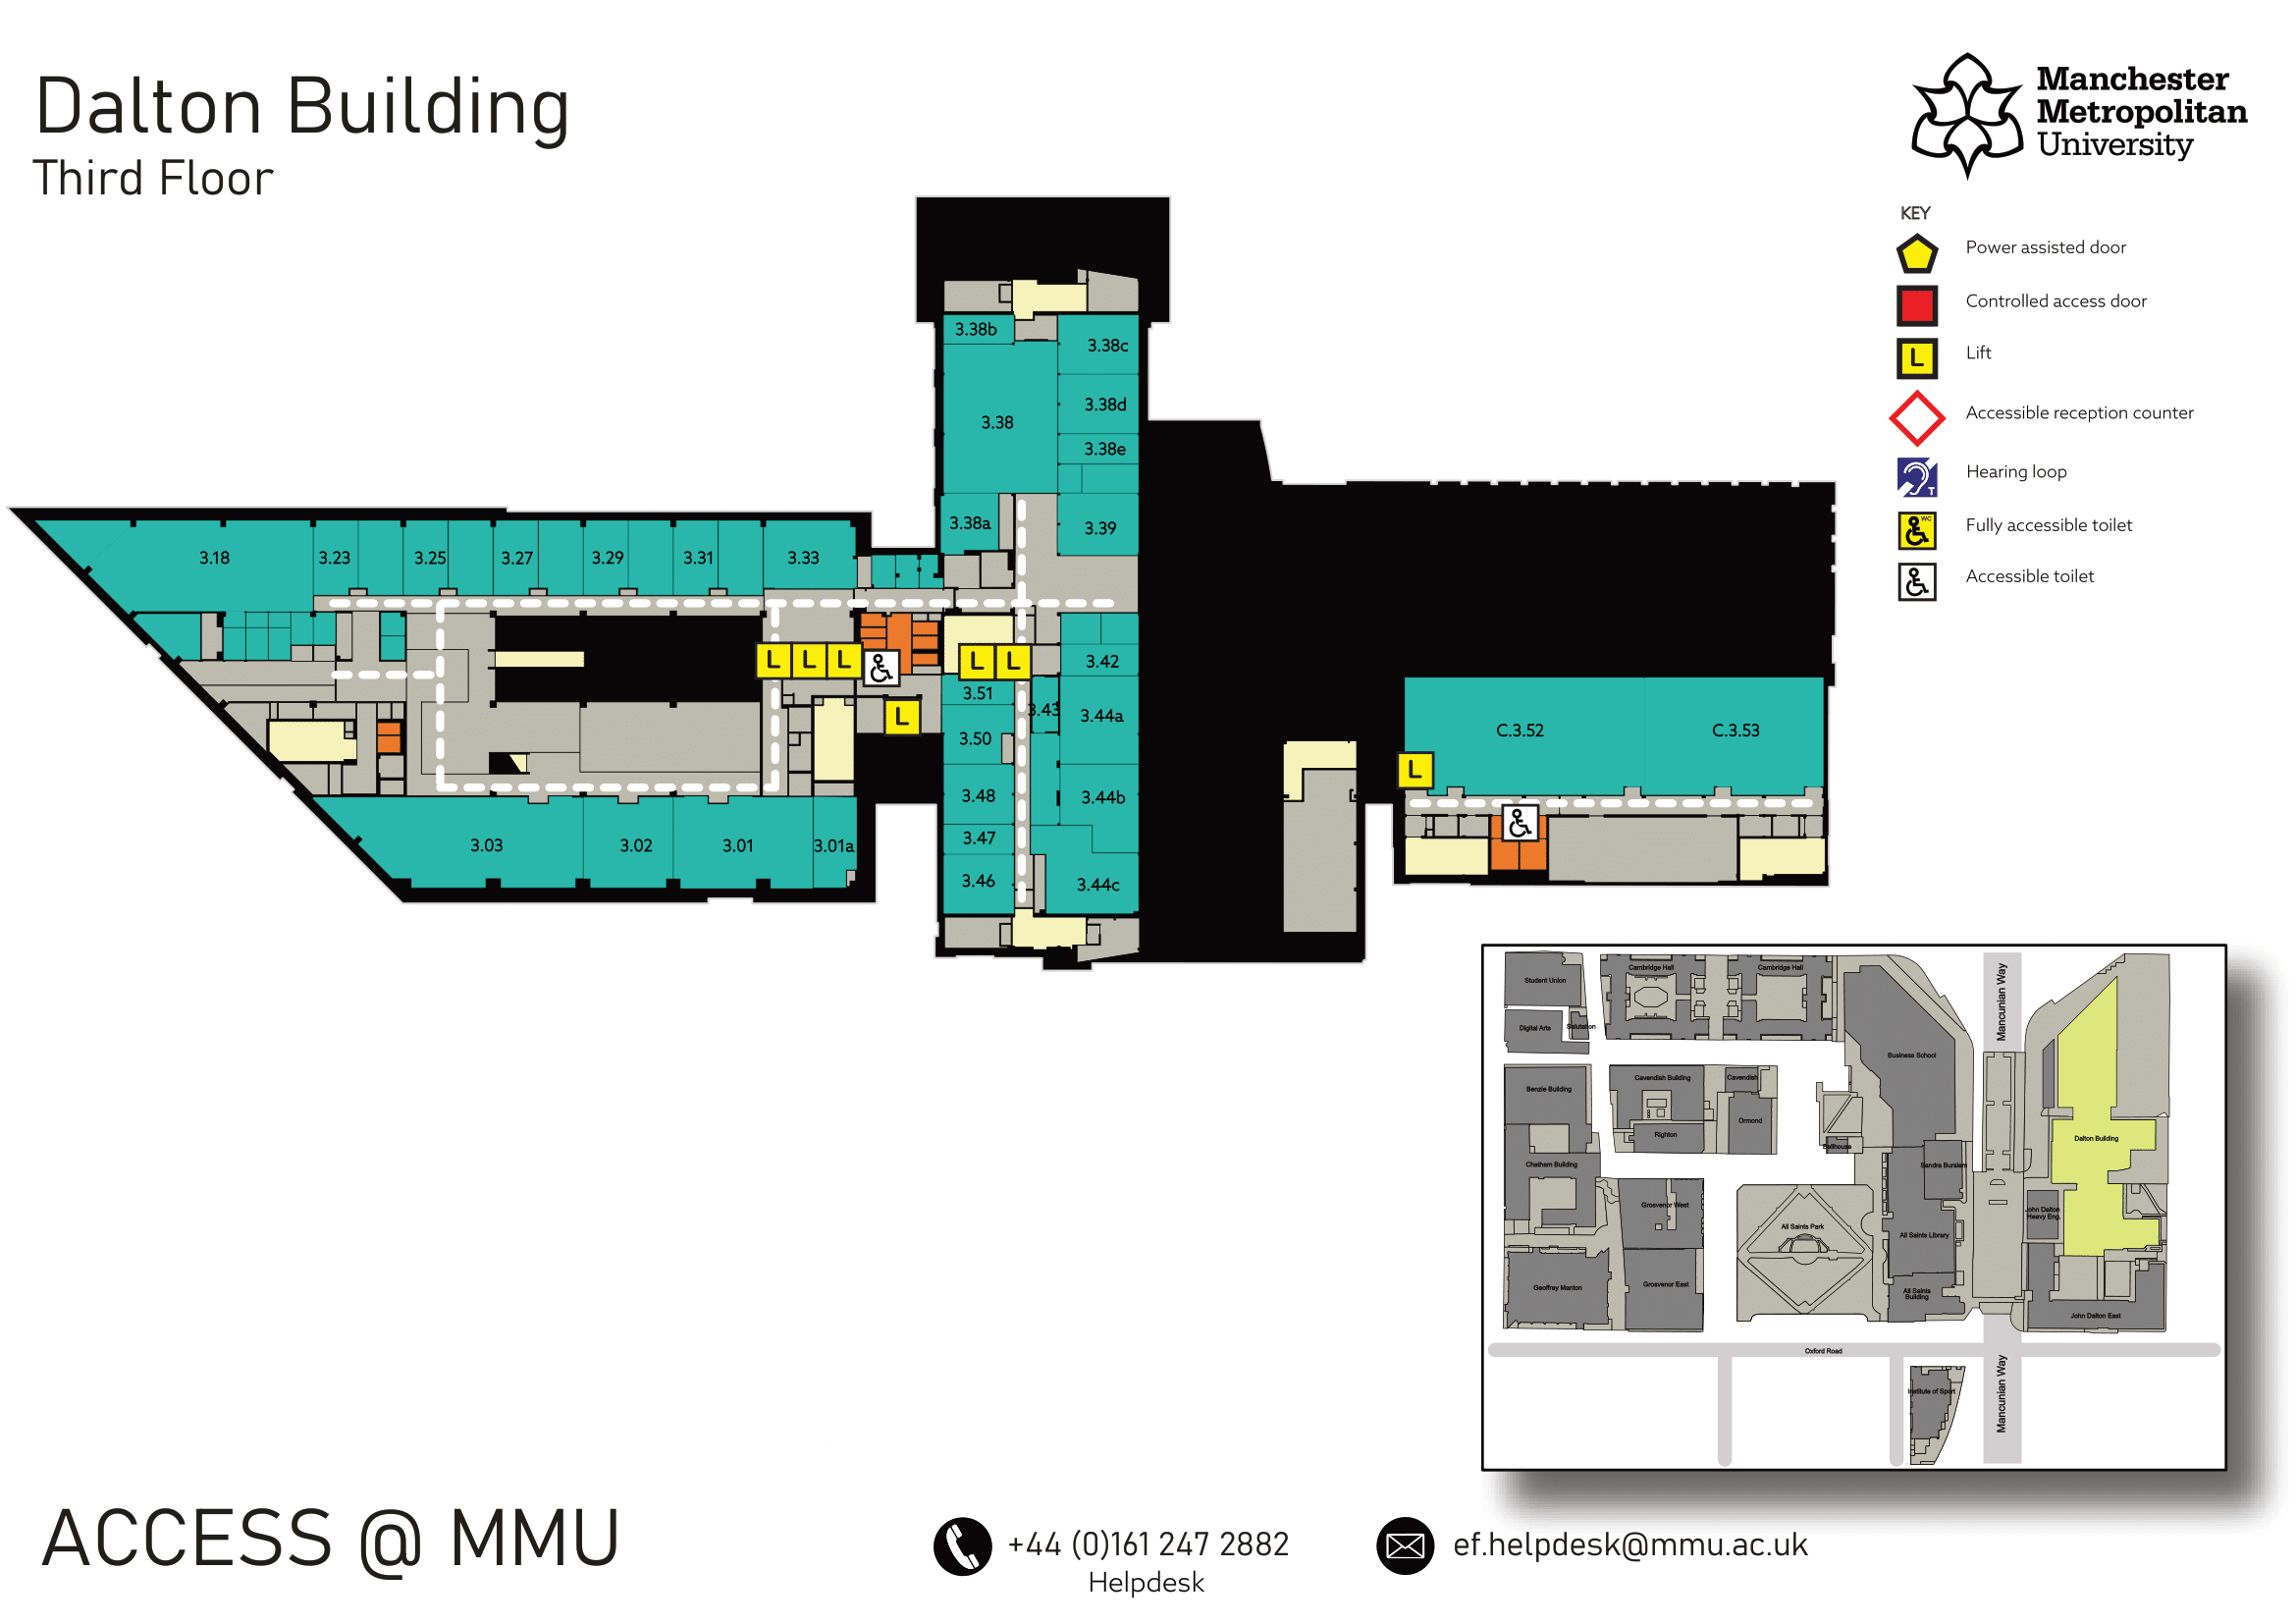 Dalton Building
Third Floor
Manchester
Metropolitan
University
KEY
Power assisted door
Controlled access door
L
Lift
Accessible reception counter
T
Hearing loop
WC
Fully accessible toilet
Accessible toilet
3.38b
3.38c
3.38d
3.38
3.38e
3.38a
3.39
3.18
3.23
3.25
3.27
3.29
3.31
3.33
L L L
L L
3.42
3.51
3.43
3.44a
L
3.50
3.48
3.44b
3.47
3.46
3.44c
3.03
3.02
3.01
3.01a
C.3.52
C.3.53
L
Student Union
Cambridge Hall
Cambridge Hall
Mancunian Way
Digital Arts
Salutation
Business School
Benzie Building
Cavendish Building
Cavendish
Ormond
Righton
Bellhouse
Dalton Building
Chatham Building
Sandra Burslem
Grosvenor West
All Saints Park
All Saints Library
John Dalton
Heavy Eng.
Geoffrey Manton
Grosvenor East
All Saints
Building
John Dalton East
Oxford Road
Institute of Sport
Mancunian Way
ACCESS @ MMU
+44 (0)161 247 2882
Helpdesk
ef.helpdesk@mmu.ac.uk